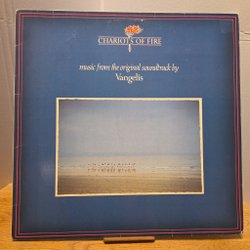 CHARIOTS OF FIRE
music from the original soundtrack by
Vangelis